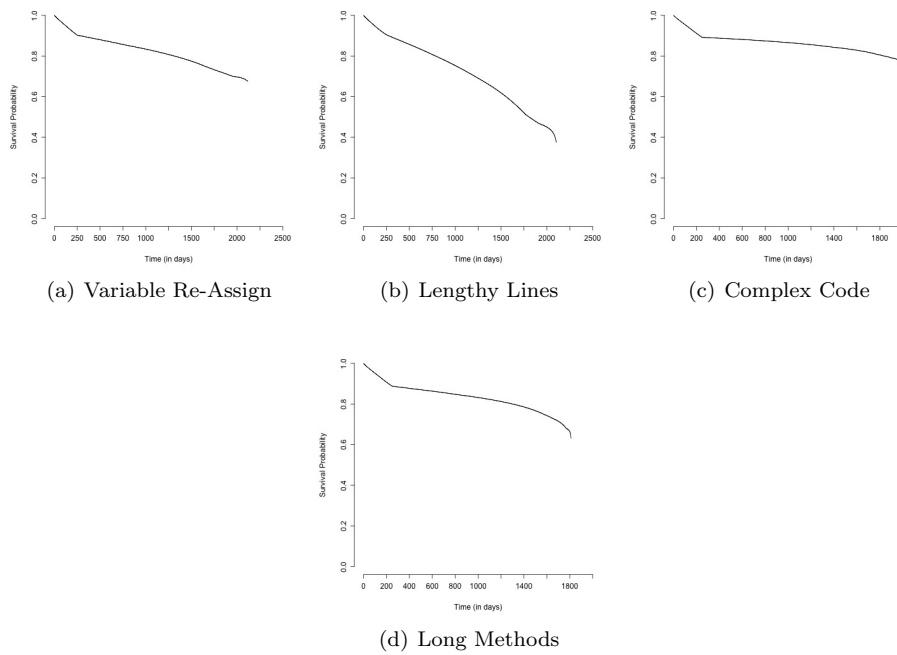 Survival Probability
0.0 0.2 0.4 0.6 0.8 1.0
0 250 500 750 1000 1500 2000 2500
Time (in days)
(a) Variable Re-Assign
Survival Probability
0.0 0.2 0.4 0.6 0.8 1.0
0 250 500 750 1000 1500 2000 2500
Time (in days)
(b) Lengthy Lines
Survival Probability
0.0 0.2 0.4 0.6 0.8 1.0
0 200 400 600 800 1000 1400 1800
Time (in days)
(c) Complex Code
Survival Probability
0.0 0.2 0.4 0.6 0.8 1.0
0 200 400 600 800 1000 1400 1800
Time (in days)
(d) Long Methods